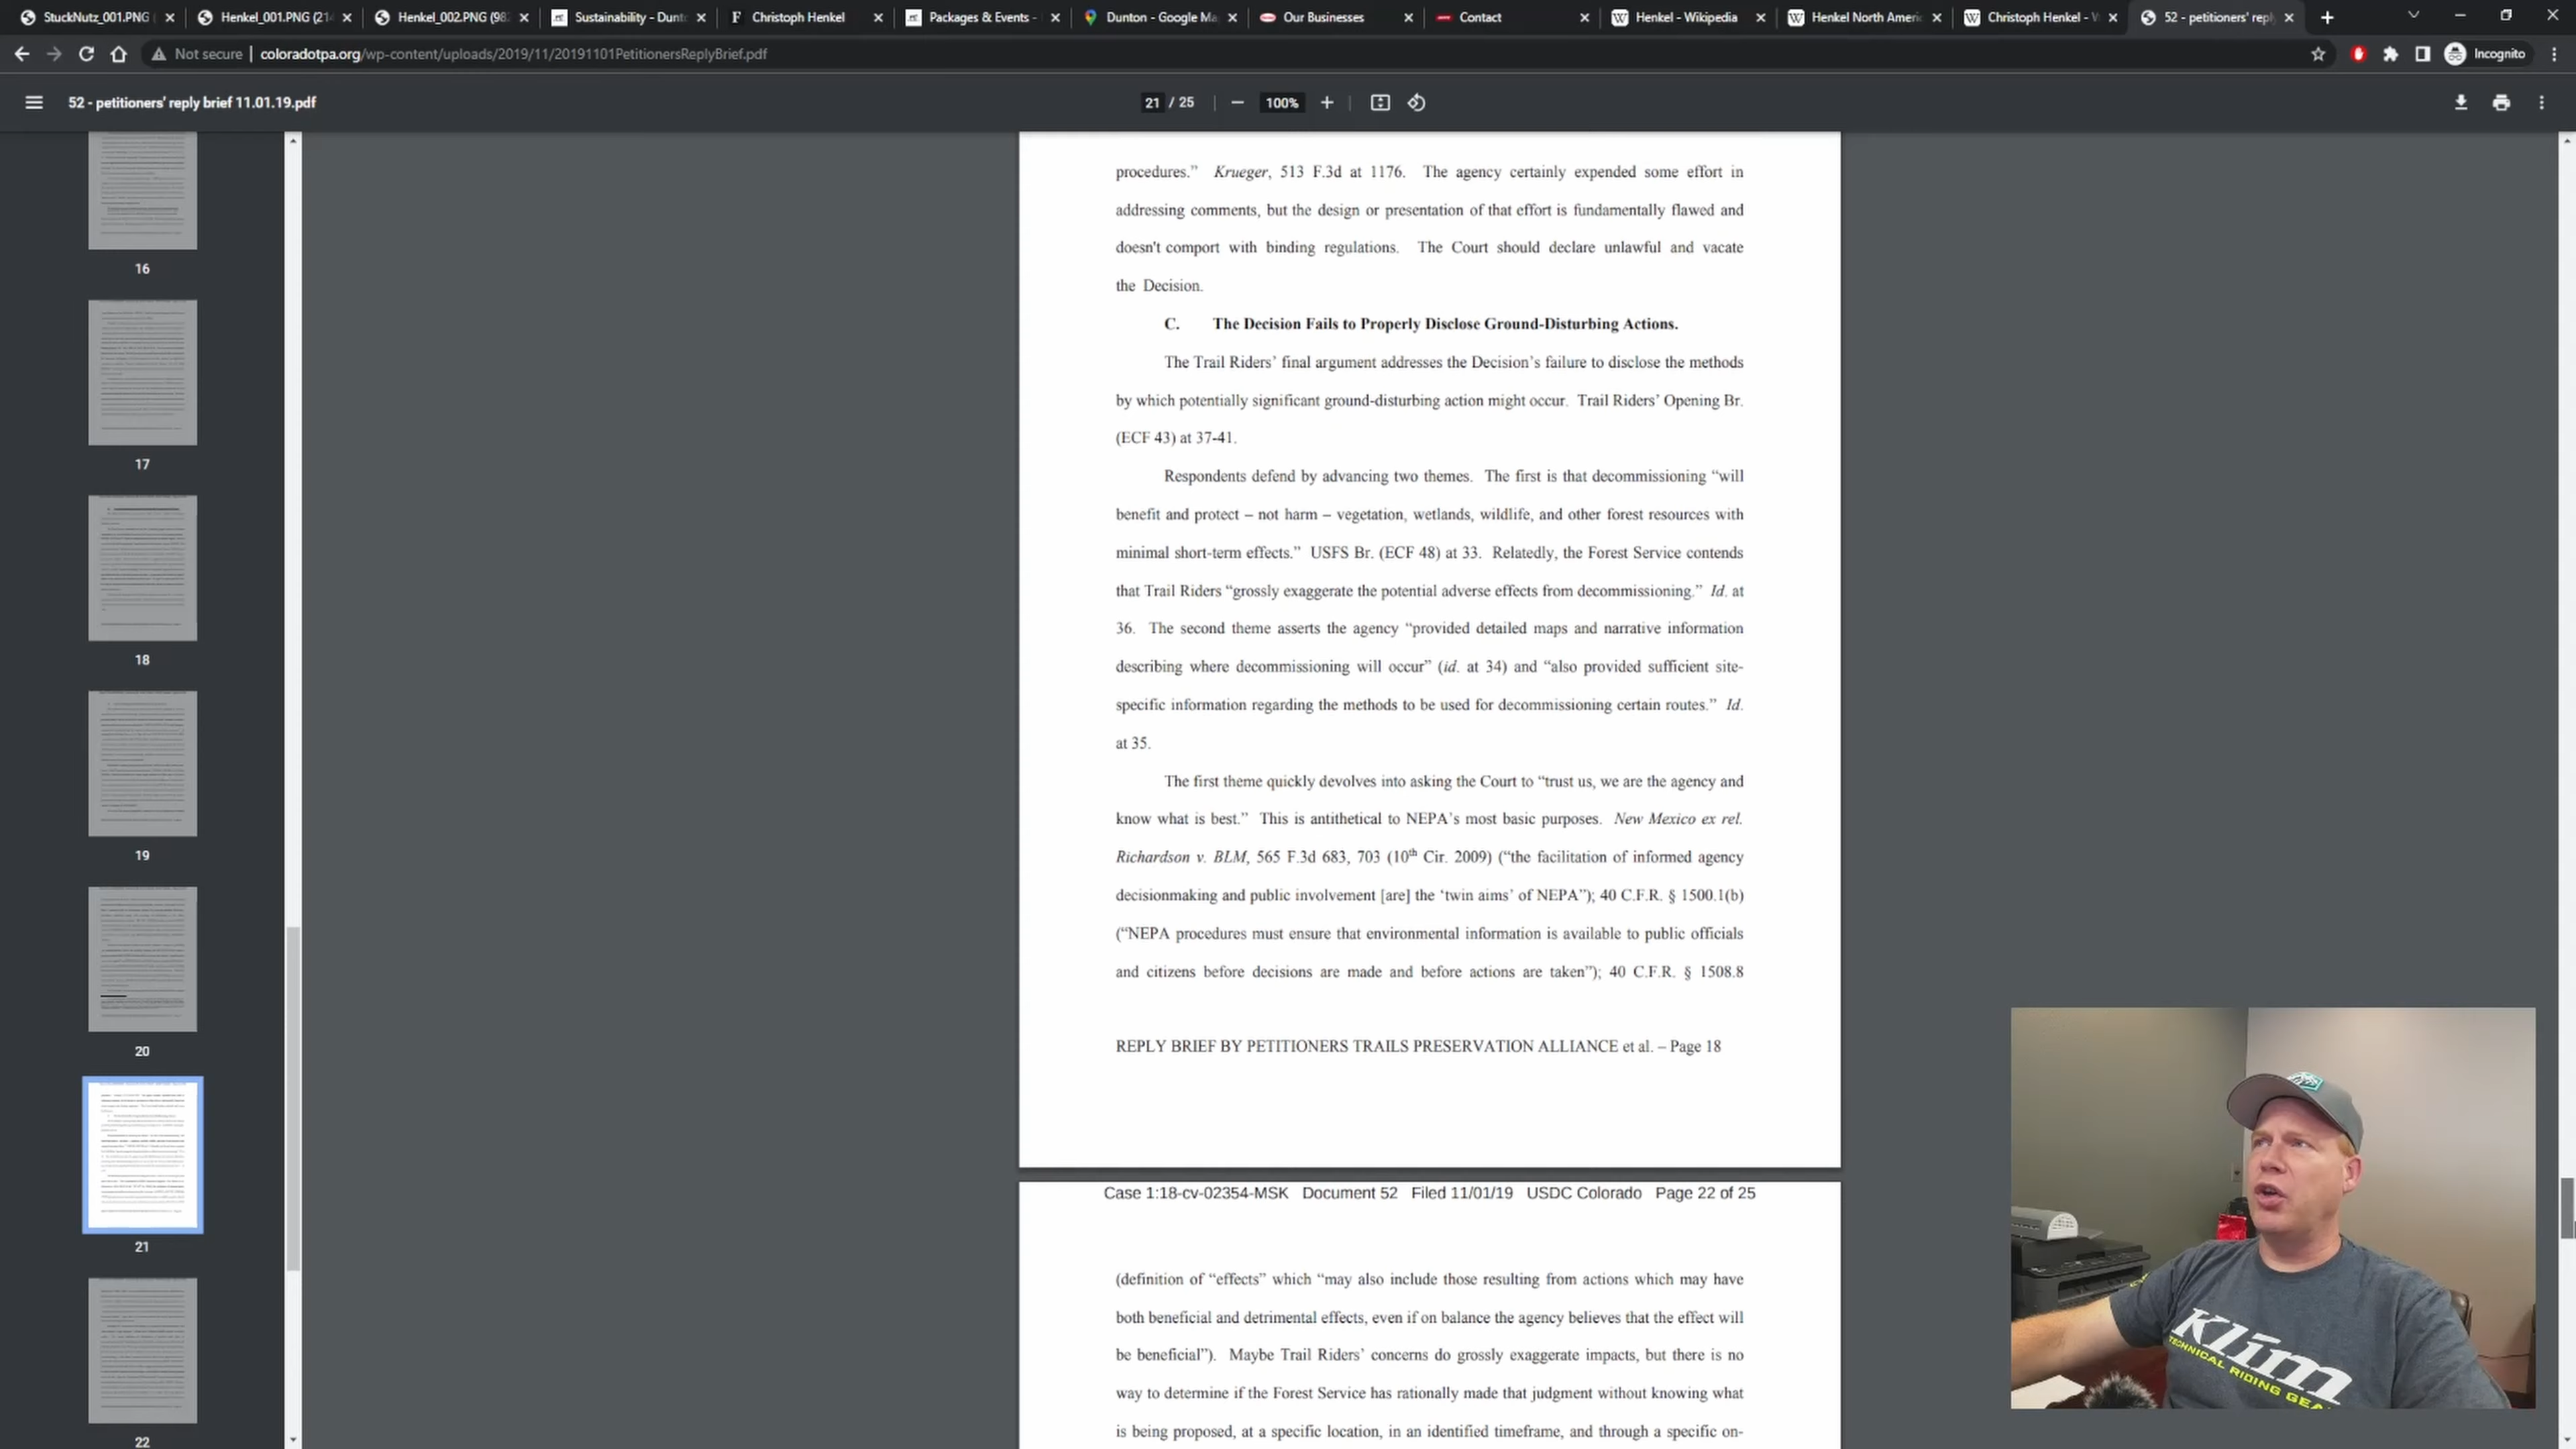 StuckNutz_001.PNG
Henkel_001.PNG (214
Henkel_002.PNG (98
Sustainability - Dunt
Christoph Henkel
Packages & Events -
Dunton - Google Ma
Our Businesses
Contact
Henkel - Wikipedia
Henkel North Ameri
Christoph Henkel - W
52 - petitioners' repl
Not secure | coloradotpa.org/wp-content/uploads/2019/11/20191101PetitionersReplyBrief.pdf
Incognito
52 - petitioners' reply brief 11.01.19.pdf
21 / 25
100%
16
17
18
19
20
21
22
procedures.” Krueger, 513 F.3d at 1176. The agency certainly expended some effort in
addressing comments, but the design or presentation of that effort is fundamentally flawed and
doesn't comport with binding regulations. The Court should declare unlawful and vacate
the Decision.
C. The Decision Fails to Properly Disclose Ground-Disturbing Actions.
The Trail Riders’ final argument addresses the Decision’s failure to disclose the methods
by which potentially significant ground-disturbing action might occur. Trail Riders’ Opening Br.
(ECF 43) at 37-41.
Respondents defend by advancing two themes. The first is that decommissioning “will
benefit and protect – not harm – vegetation, wetlands, wildlife, and other forest resources with
minimal short-term effects.” USFS Br. (ECF 48) at 33. Relatedly, the Forest Service contends
that Trail Riders “grossly exaggerate the potential adverse effects from decommissioning.” Id. at
36. The second theme asserts the agency “provided detailed maps and narrative information
describing where decommissioning will occur” (id. at 34) and “also provided sufficient site-
specific information regarding the methods to be used for decommissioning certain routes.” Id.
at 35.
The first theme quickly devolves into asking the Court to “trust us, we are the agency and
know what is best.” This is antithetical to NEPA’s most basic purposes. New Mexico ex rel.
Richardson v. BLM, 565 F.3d 683, 703 (10th Cir. 2009) (“the facilitation of informed agency
decisionmaking and public involvement [are] the ‘twin aims’ of NEPA”); 40 C.F.R. § 1500.1(b)
(“NEPA procedures must ensure that environmental information is available to public officials
and citizens before decisions are made and before actions are taken”); 40 C.F.R. § 1508.8
REPLY BRIEF BY PETITIONERS TRAILS PRESERVATION ALLIANCE et al. – Page 18
Case 1:18-cv-02354-MSK Document 52 Filed 11/01/19 USDC Colorado Page 22 of 25
(definition of “effects” which “may also include those resulting from actions which may have
both beneficial and detrimental effects, even if on balance the agency believes that the effect will
be beneficial”). Maybe Trail Riders’ concerns do grossly exaggerate impacts, but there is no
way to determine if the Forest Service has rationally made that judgment without knowing what
is being proposed, at a specific location, in an identified timeframe, and through a specific on-
Klim
TECHNICAL RIDING GEA